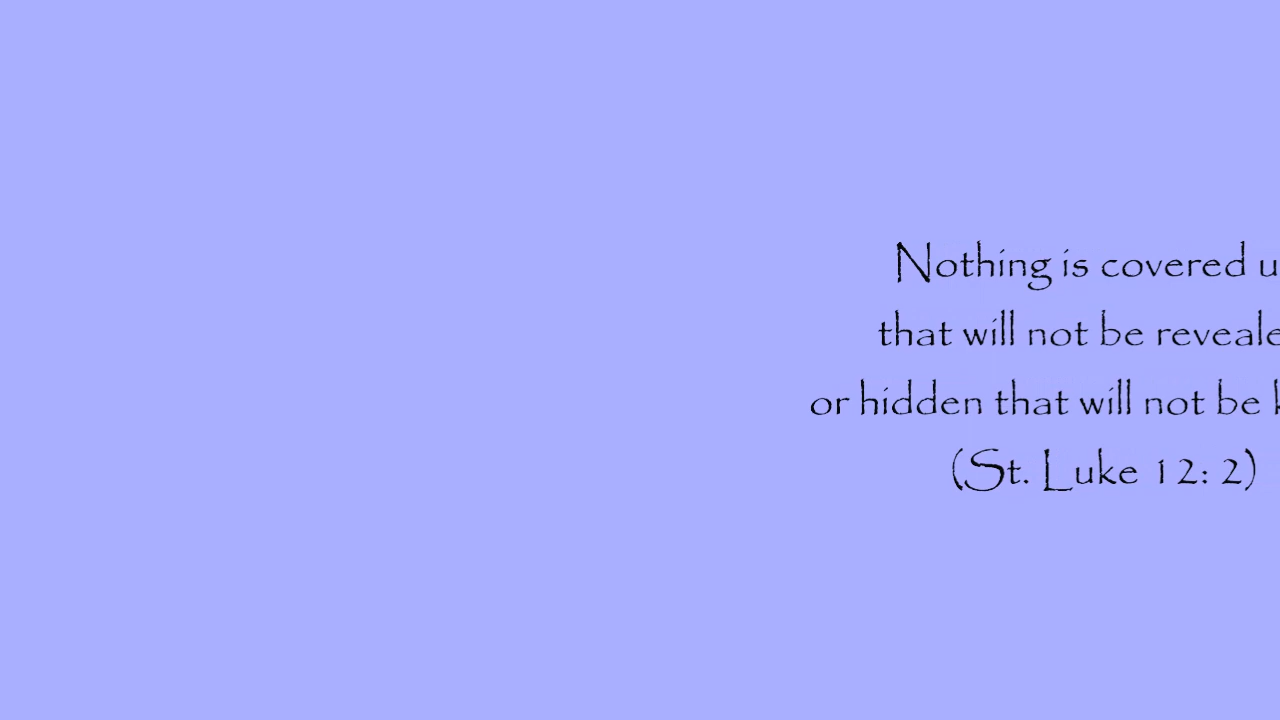 Nothing is covered u
that will not be reveale
or hidden that will not be k
(St. Luke 12: 2)